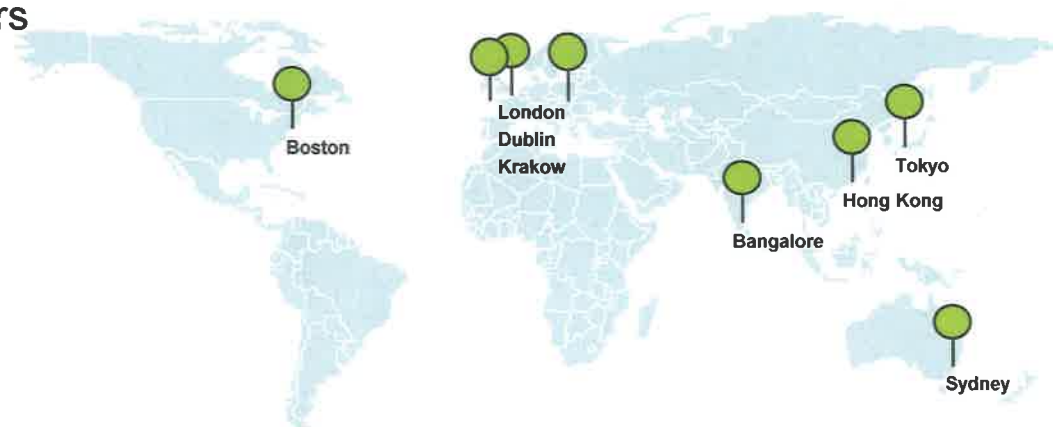 rs
Boston
London
Dublin
Krakow
Bangalore
Hong Kong
Tokyo
Sydney